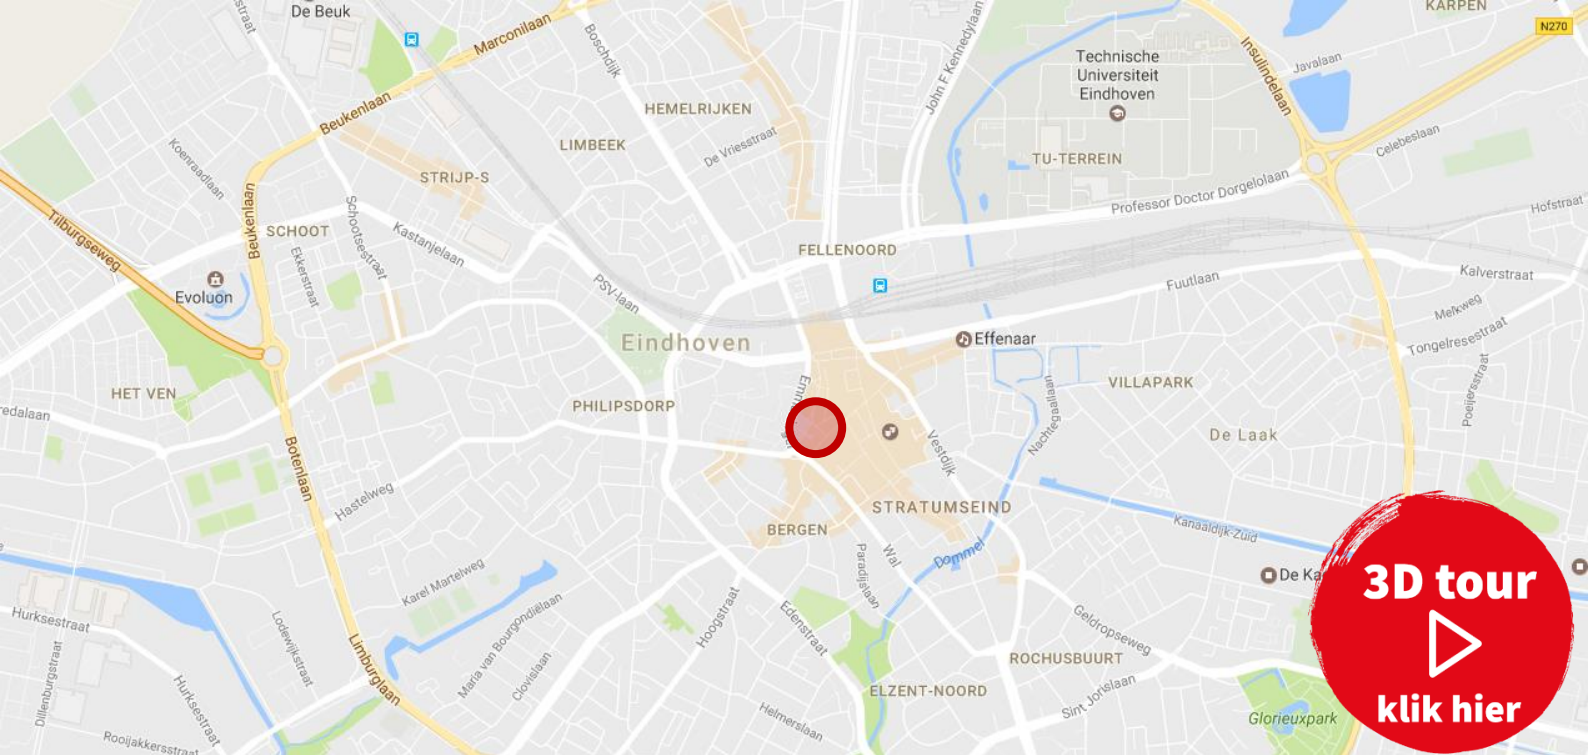 De Beuk
Marconilaan
Boschdijk
John F Kennedylaan
Insulindelaan
KARPEN
N270
Javalaan
Technische
Universiteit
Eindhoven
Beukenlaan
HEMELRIJKEN
LIMBEEK
De Vriesstraat
TU-TERREIN
Celebeslaan
Koenraadlaan
STRIJP-S
Professor Doctor Dorgelolaan
Hofstraat
Tilburgseweg
Beukenlaan
SCHOOT
Schootsestraat
Kastanjelaan
Ekkerstraat
FELLENOORD
Evoluon
PSV-laan
Fuutlaan
Kalverstraat
Melkweg
Eindhoven
Effenaar
Tongelresestraat
HET VEN
PHILIPSDORP
VILLAPARK
Nachtegaallaan
Poeijersstraat
De Laak
Vestdijk
Botenlaan
Hastelweg
STRATUMSEIND
BERGEN
Kanaaldijk-Zuid
Wal
Dommel
Paradijslaan
De Ka
Karel Martelweg
Hurksestraat
Lodewijkstraat
Maria van Bourgondiëlaan
Hoogstraat
Edenstraat
Geldropseweg
3D tour
Dillenburgstraat
Hurksestraat
Limburglaan
Clovislaan
ROCHUSBUURT
ELZENT-NOORD
Sint Jorislaan
Helmerslaan
Glorieuxpark
klik hier
Rooijakkersstraat